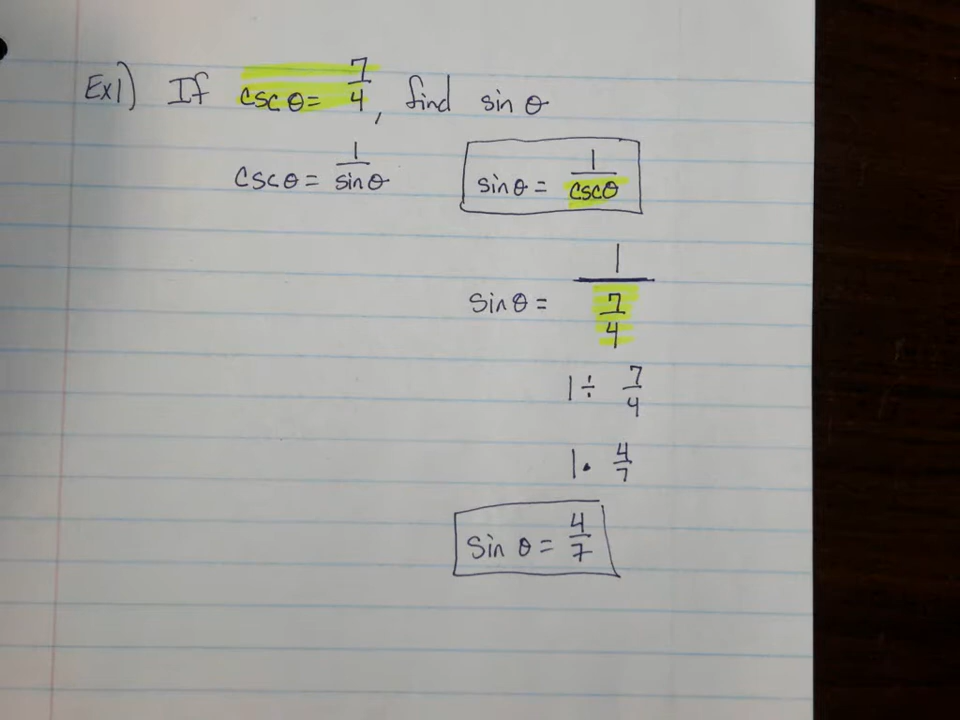 Ex1) If csc θ = 7/4, find sin θ
csc θ = 1/sin θ    sin θ = 1/csc θ
sin θ = 1/(7/4)
1 ÷ 7/4
1 · 4/7
sin θ = 4/7